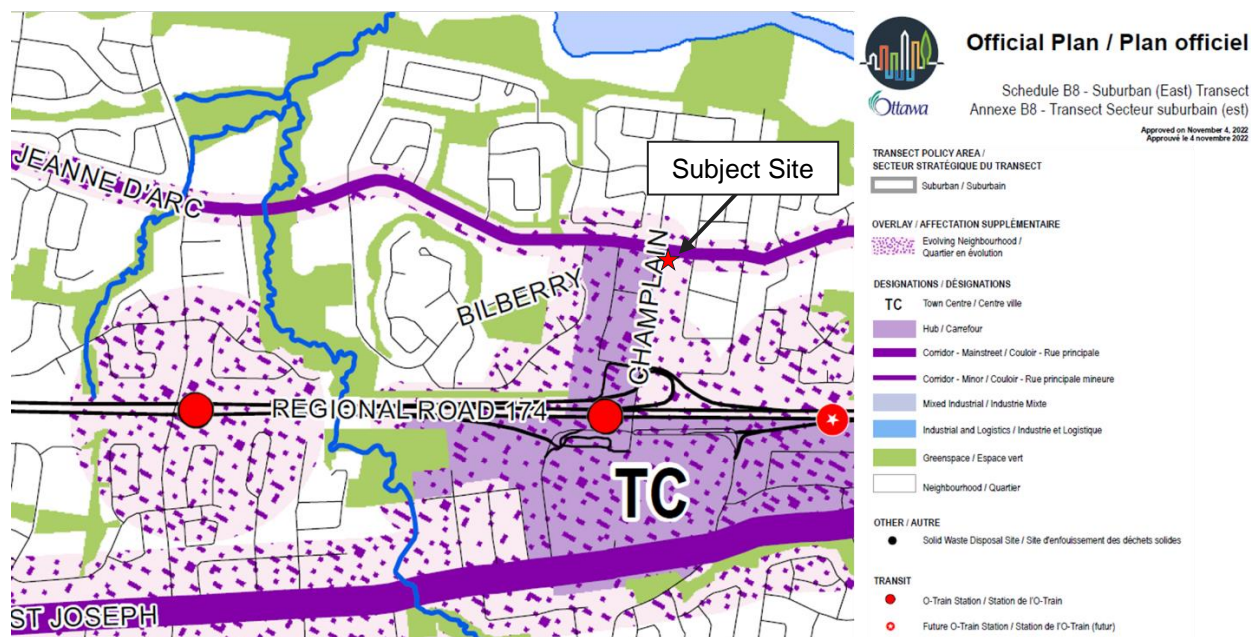 JEANNE D'ARC
Subject Site
BILBERRY
CHAMPLAIN
REGIONAL ROAD 174
TC
ST JOSEPH
Ottawa
Official Plan / Plan officiel
Schedule B8 - Suburban (East) Transect
Annexe B8 - Transect Secteur suburbain (est)
Approved on November 4, 2022
Approuvé le 4 novembre 2022
TRANSECT POLICY AREA /
SECTEUR STRATÉGIQUE DU TRANSECT
Suburban / Suburbain
OVERLAY / AFFECTATION SUPPLÉMENTAIRE
Evolving Neighbourhood /
Quartier en évolution
DESIGNATIONS / DÉSIGNATIONS
TC Town Centre / Centre ville
Hub / Carrefour
Corridor - Mainstreet / Couloir - Rue principale
Corridor - Minor / Couloir - Rue principale mineure
Mixed Industrial / Industrie Mixte
Industrial and Logistics / Industrie et Logistique
Greenspace / Espace vert
Neighbourhood / Quartier
OTHER / AUTRE
Solid Waste Disposal Site / Site d'enfouissement des déchets solides
TRANSIT
O-Train Station / Station de l'O-Train
Future O-Train Station / Station de l'O-Train (futur)